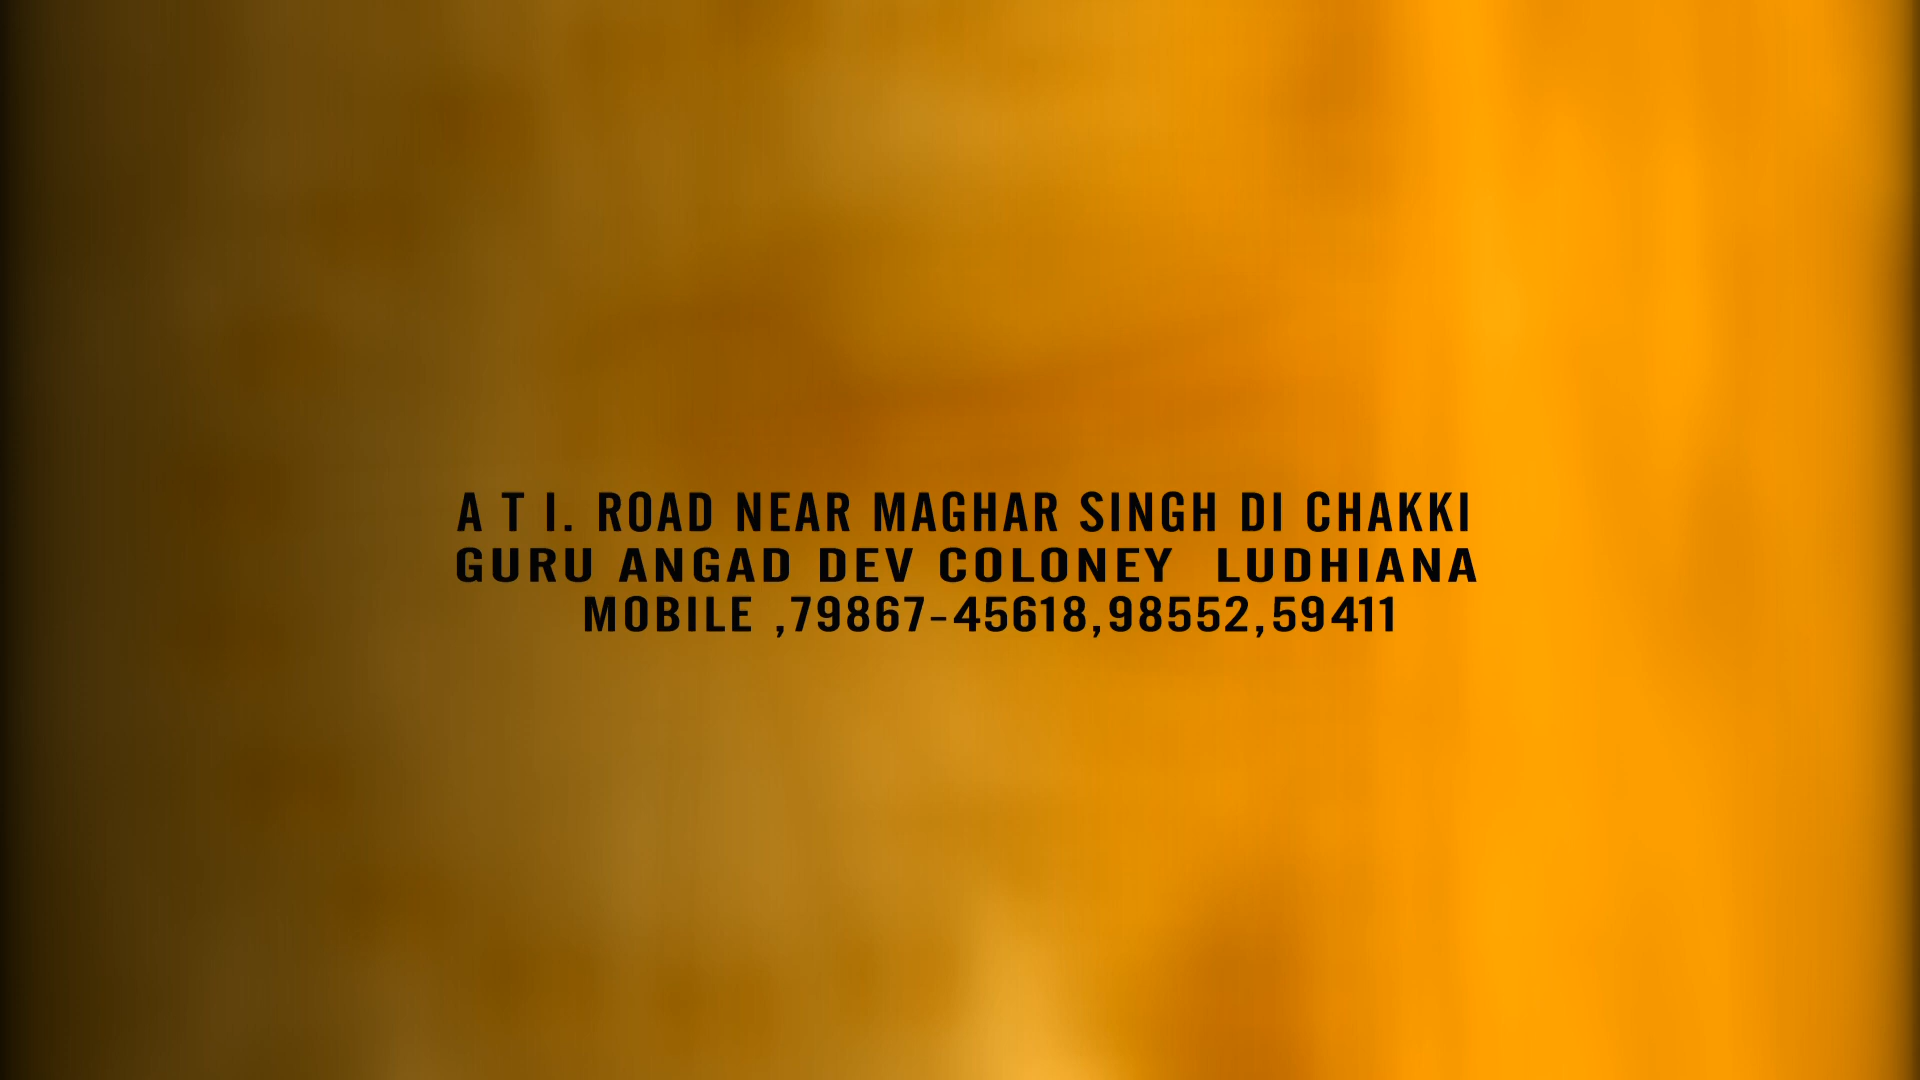 A T I. ROAD NEAR MAGHAR SINGH DI CHAKKI
GURU ANGAD DEV COLONEY LUDHIANA
MOBILE ,79867-45618,98552,59411